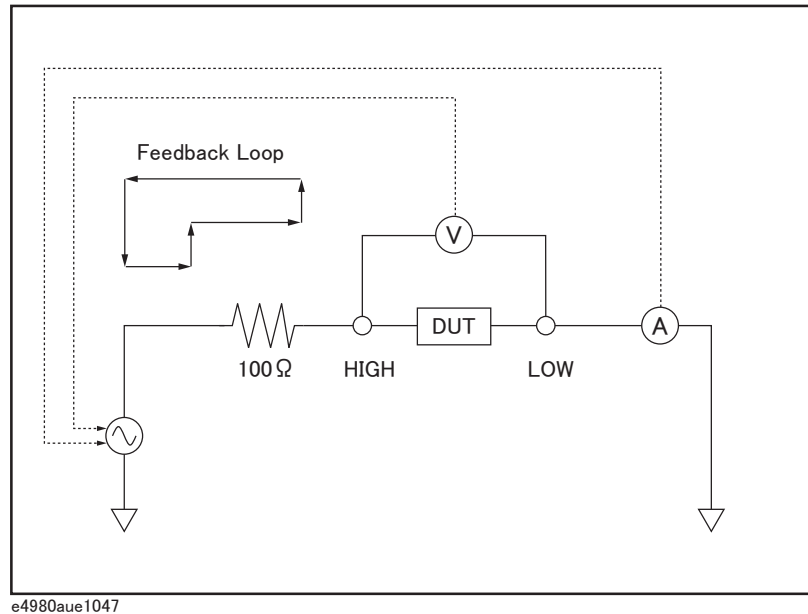 Feedback Loop
V
DUT
A
100Ω
HIGH
LOW
e4980aue1047